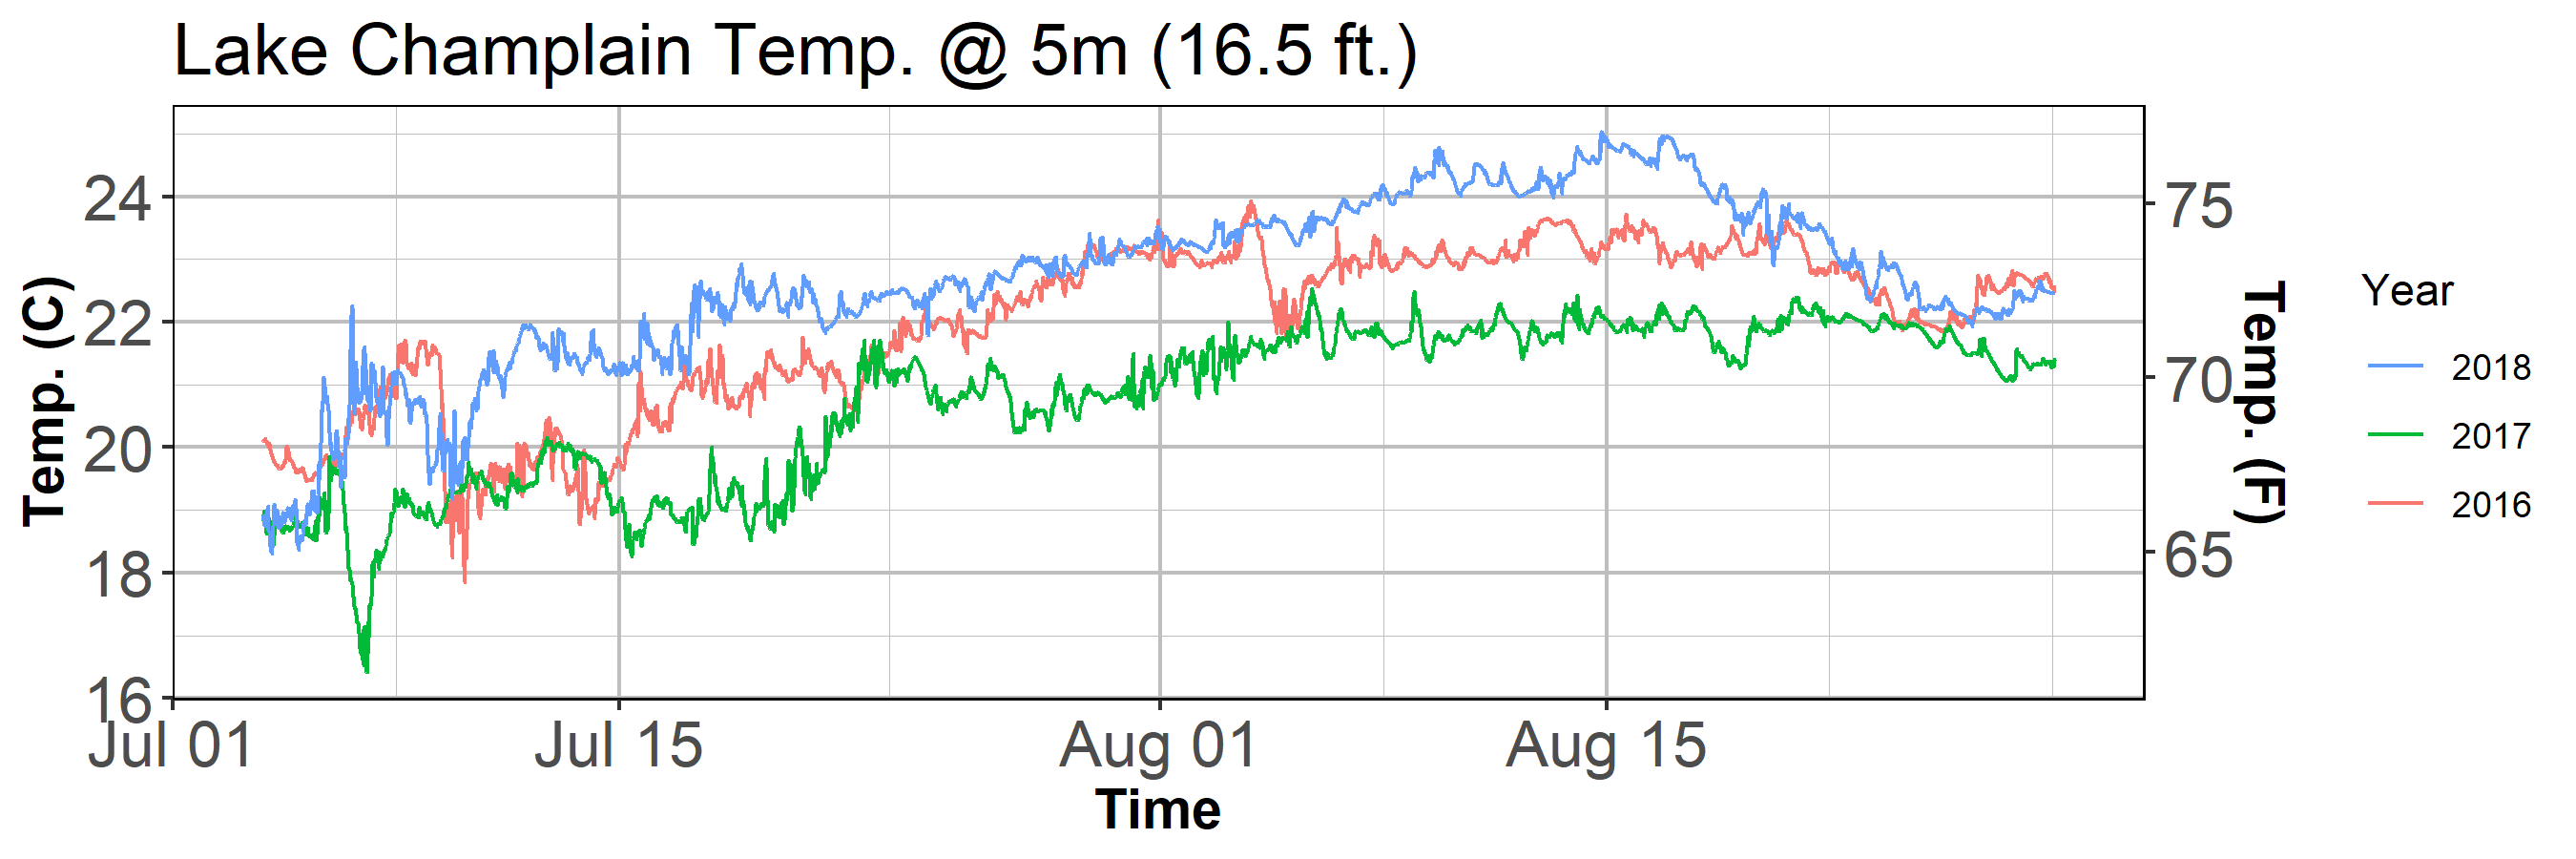 Lake Champlain Temp. @ 5m (16.5 ft.)
Temp. (C)
24
22
20
18
16
Jul 01
Jul 15
Aug 01
Aug 15
Time
75
70
65
Temp. (F)
Year
2018
2017
2016